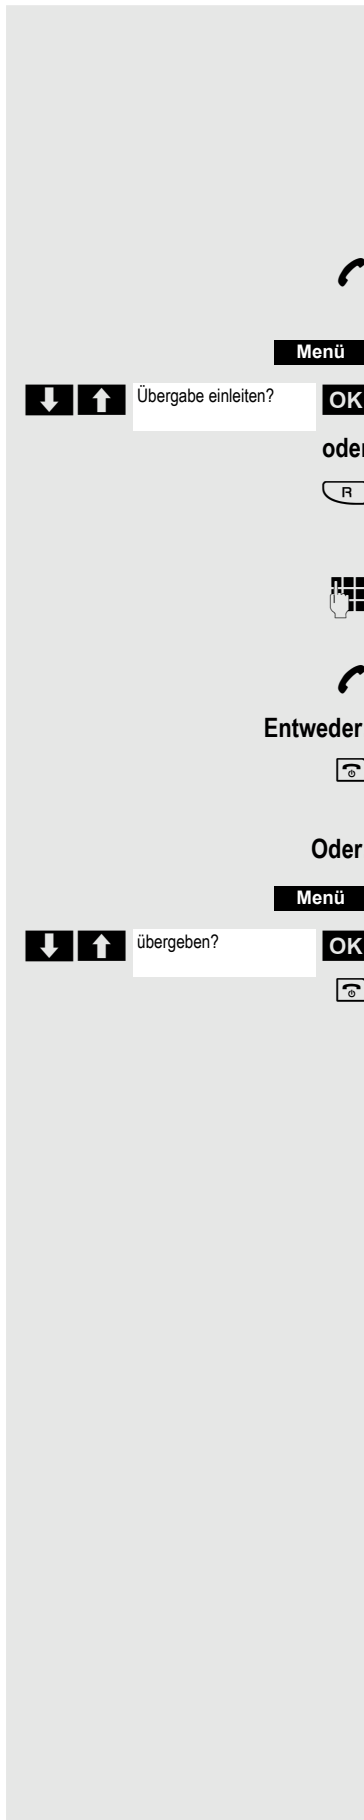 Menü
Übergabe einleiten? OK
oder
R
Entweder
Oder
Menü
übergeben? OK